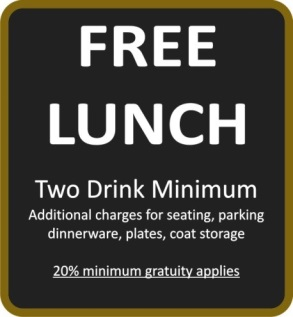 FREE
LUNCH
Two Drink Minimum
Additional charges for seating, parking
dinnerware, plates, coat storage
20% minimum gratuity applies